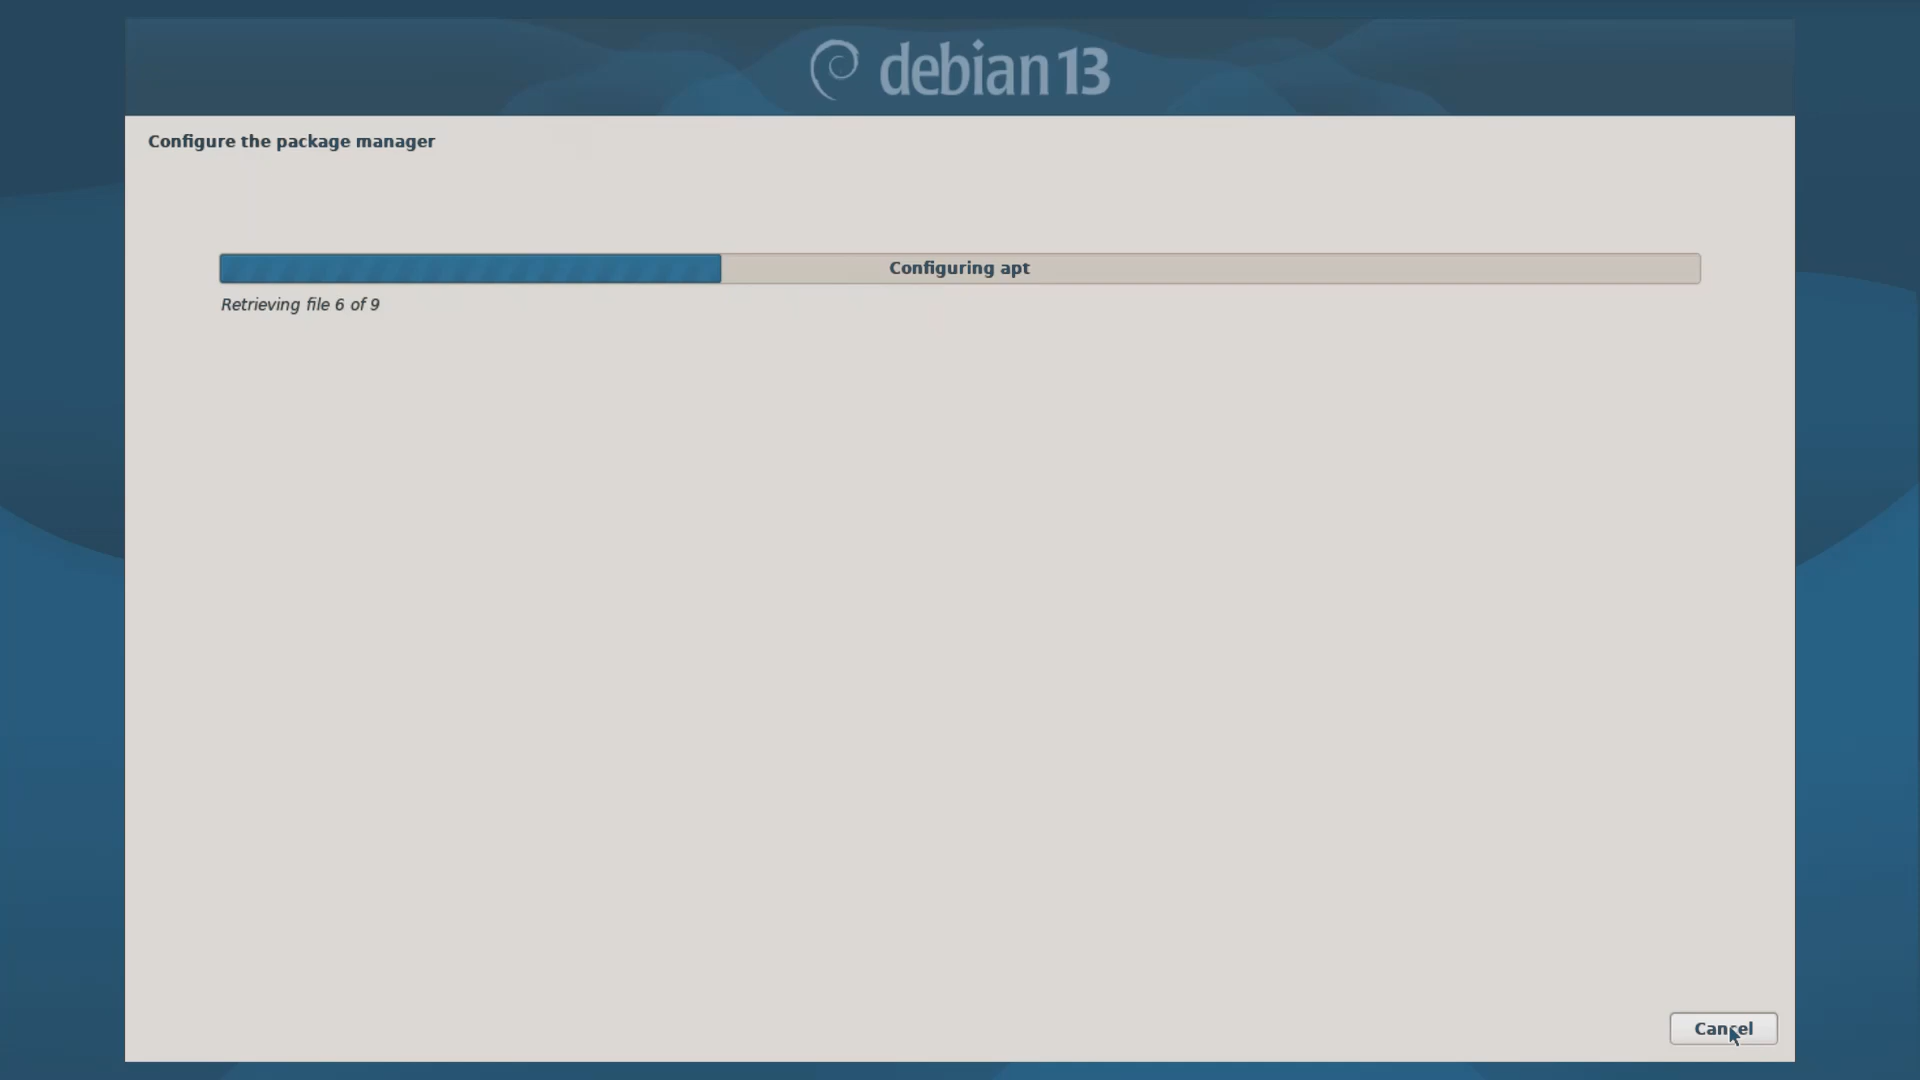 debian 13
Configure the package manager
Configuring apt
Retrieving file 6 of 9
Cancel